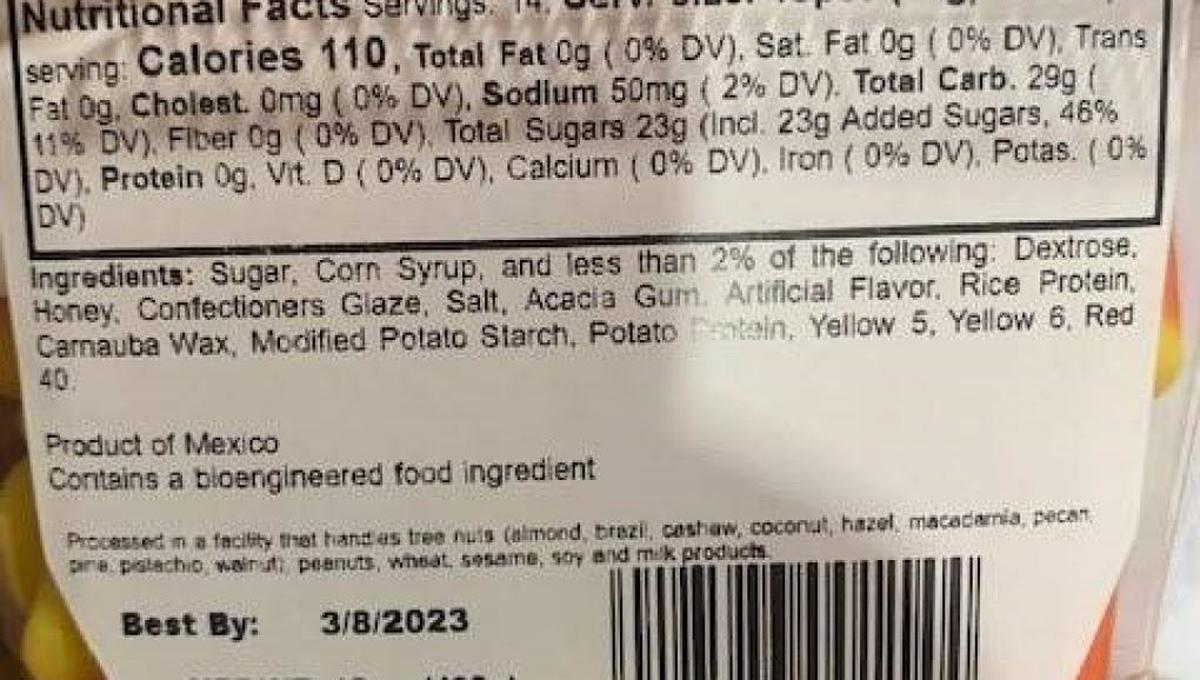 Nutritional Facts Servings: 14,
serving: Calories 110, Total Fat 0g ( 0% DV), Sat. Fat 0g ( 0% DV), Trans
Fat 0g, Cholest. 0mg ( 0% DV), Sodium 50mg ( 2% DV). Total Carb. 29g (
11% DV), Fiber 0g ( 0% DV), Total Sugars 23g (Incl. 23g Added Sugars, 46%
DV), Protein 0g, Vit. D ( 0% DV), Calcium ( 0% DV), Iron ( 0% DV), Potas. ( 0%
DV)
Ingredients: Sugar, Corn Syrup, and less than 2% of the following: Dextrose,
Honey, Confectioners Glaze, Salt, Acacia Gum, Artificial Flavor, Rice Protein,
Carnauba Wax, Modified Potato Starch, Potato Protein, Yellow 5, Yellow 6, Red
40.
Product of Mexico
Contains a bioengineered food ingredient
Processed in a facility that handles tree nuts (almond, brazil, cashew, coconut, hazel, macadamia, pecan,
pine, pistachio, walnut), peanuts, wheat, sesame, soy and milk products.
Best By: 3/8/2023